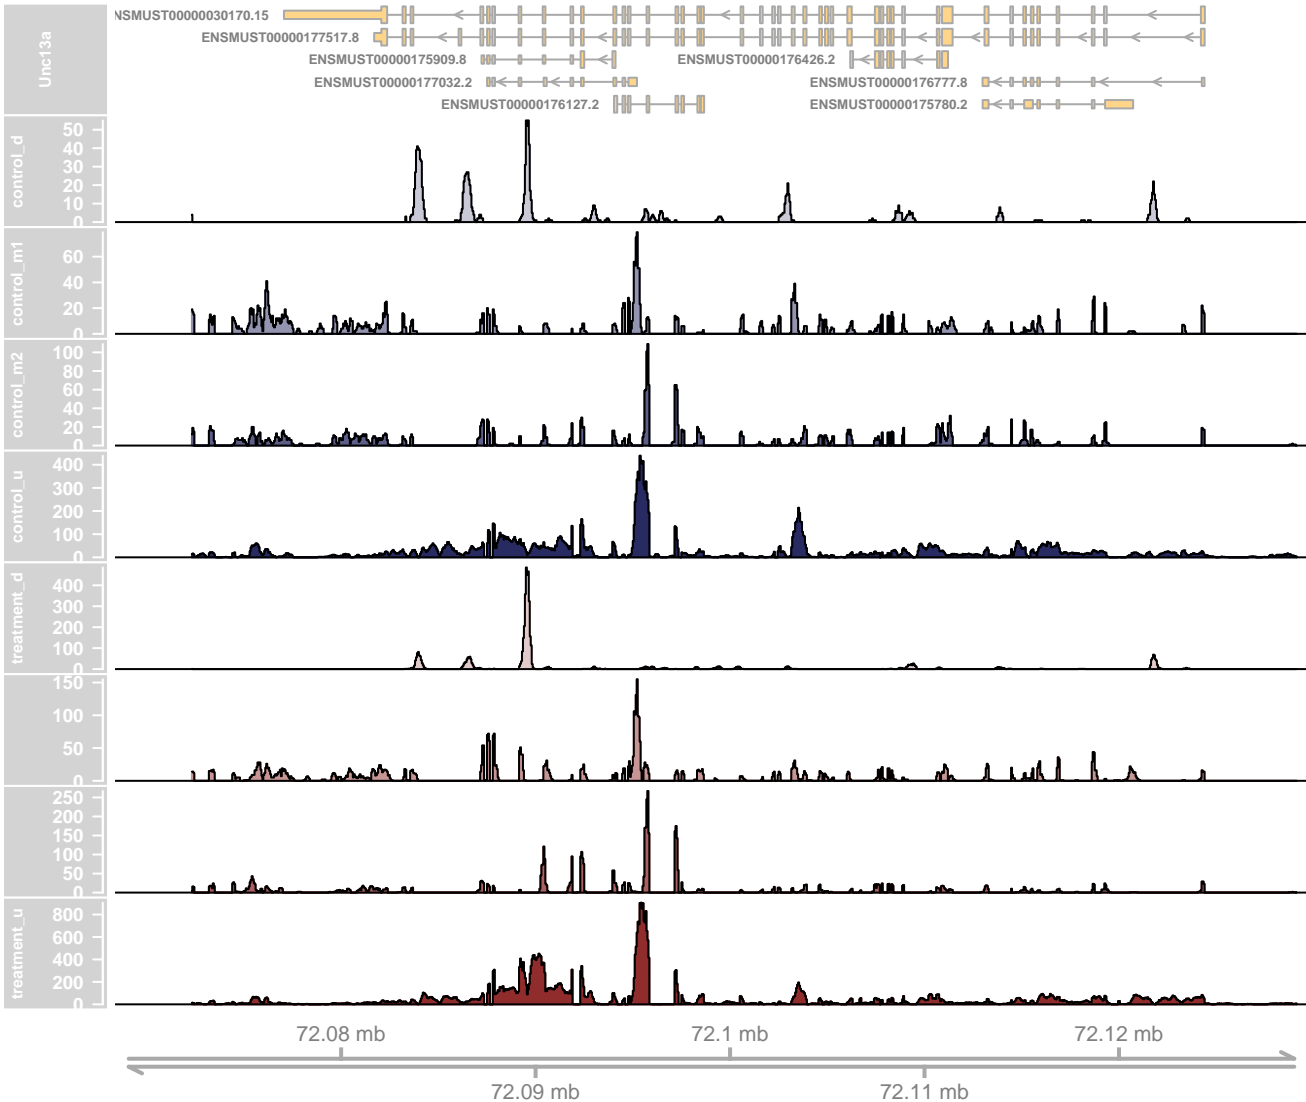 Unc13a
NSMUST00000030170.15
ENSMUST00000177517.8
ENSMUST00000175909.8
ENSMUST00000176426.2
ENSMUST00000177032.2
ENSMUST00000176777.8
ENSMUST00000176127.2
ENSMUST00000175780.2
control_d
50
40
30
20
10
0
control_m1
60
40
20
0
control_m2
100
80
60
40
20
0
control_u
400
300
200
100
0
treatment_d
400
300
200
100
0
150
100
50
0
250
200
150
100
50
0
treatment_u
800
600
400
200
0
72.08 mb
72.1 mb
72.12 mb
72.09 mb
72.11 mb